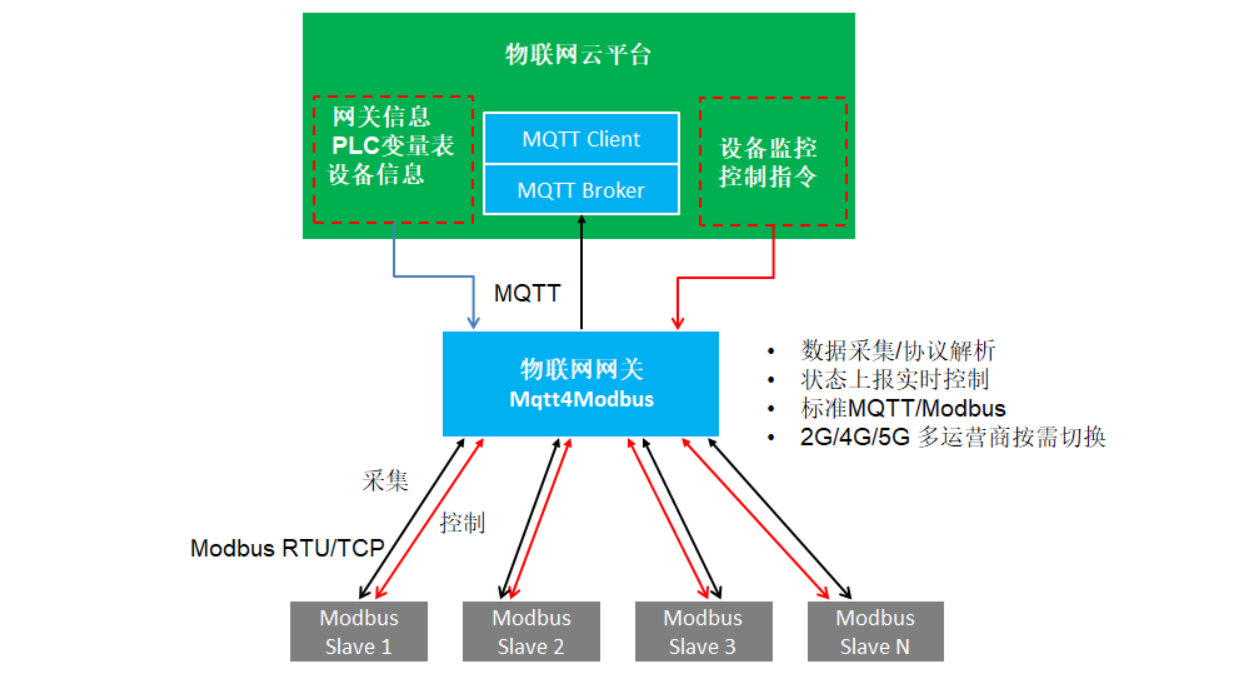 物联网云平台
网关信息
PLC变量表
设备信息
MQTT Client
MQTT Broker
设备监控
控制指令
MQTT
物联网网关
Mqtt4Modbus
• 数据采集/协议解析
• 状态上报实时控制
• 标准MQTT/Modbus
• 2G/4G/5G 多运营商按需切换
采集
控制
Modbus RTU/TCP
Modbus
Slave 1
Modbus
Slave 2
Modbus
Slave 3
Modbus
Slave N